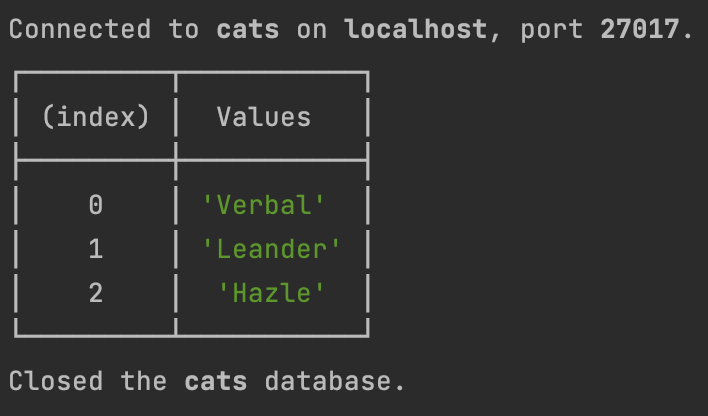 Connected to cats on localhost, port 27017.
(index) Values
0 'Verbal'
1 'Leander'
2 'Hazle'
Closed the cats database.